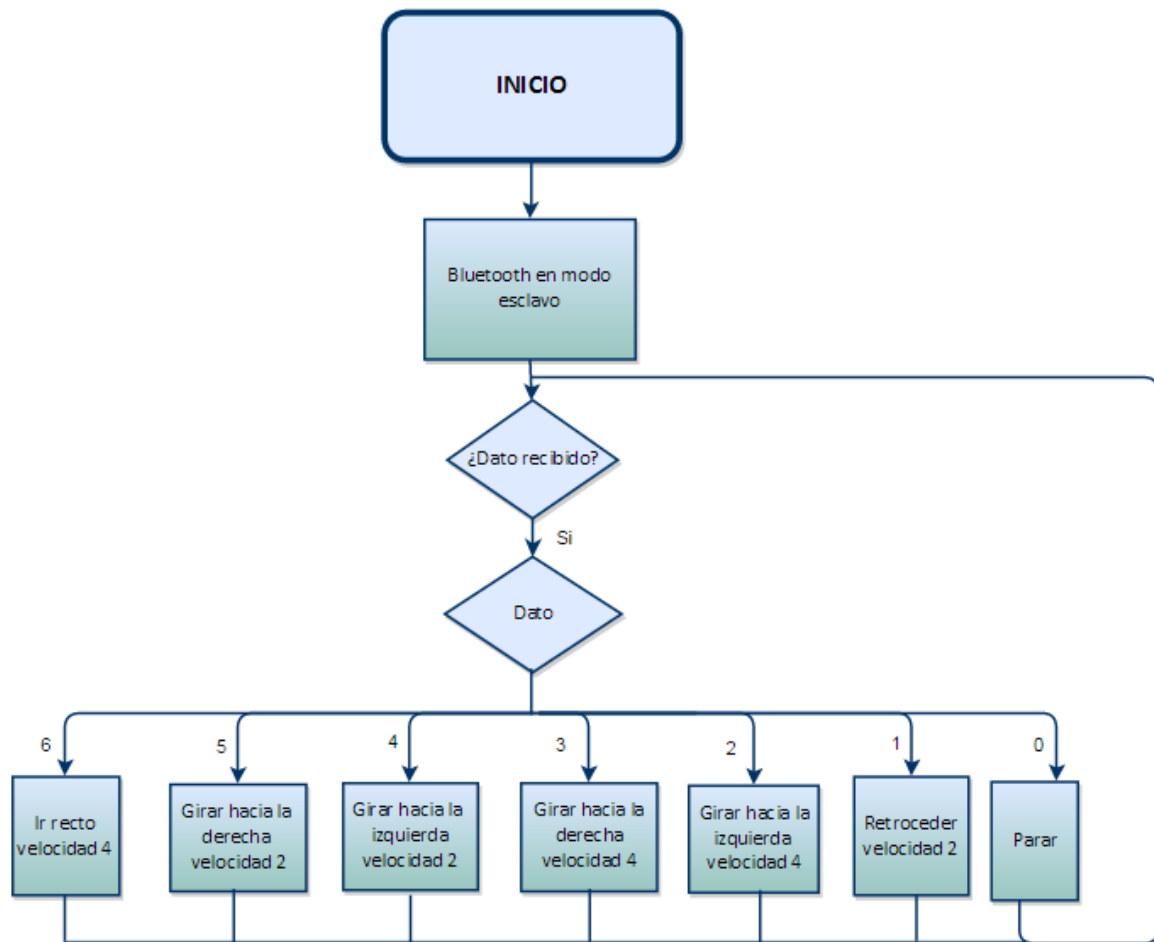 INICIO
Bluetooth en modo
esclavo
¿Dato recibido?
Si
Dato
6
5
4
3
2
1
0
Ir recto
velocidad 4
Girar hacia la
derecha
velocidad 2
Girar hacia la
izquierda
velocidad 2
Girar hacia la
derecha
velocidad 4
Girar hacia la
izquierda
velocidad 4
Retroceder
velocidad 2
Parar